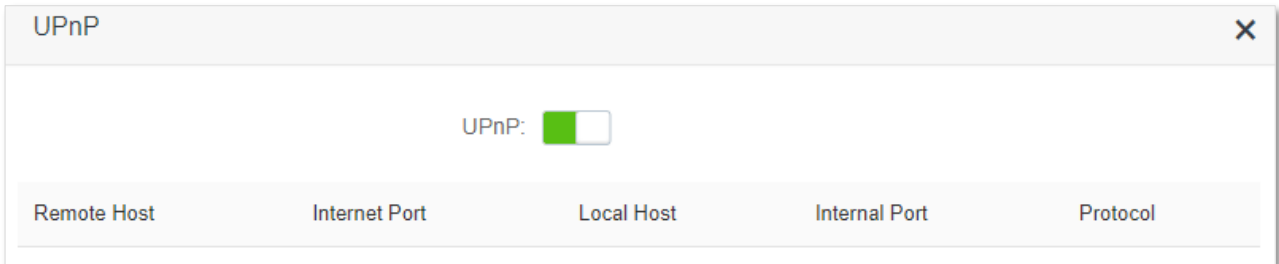 UPnP
UPnP:
Remote Host Internet Port Local Host Internal Port Protocol